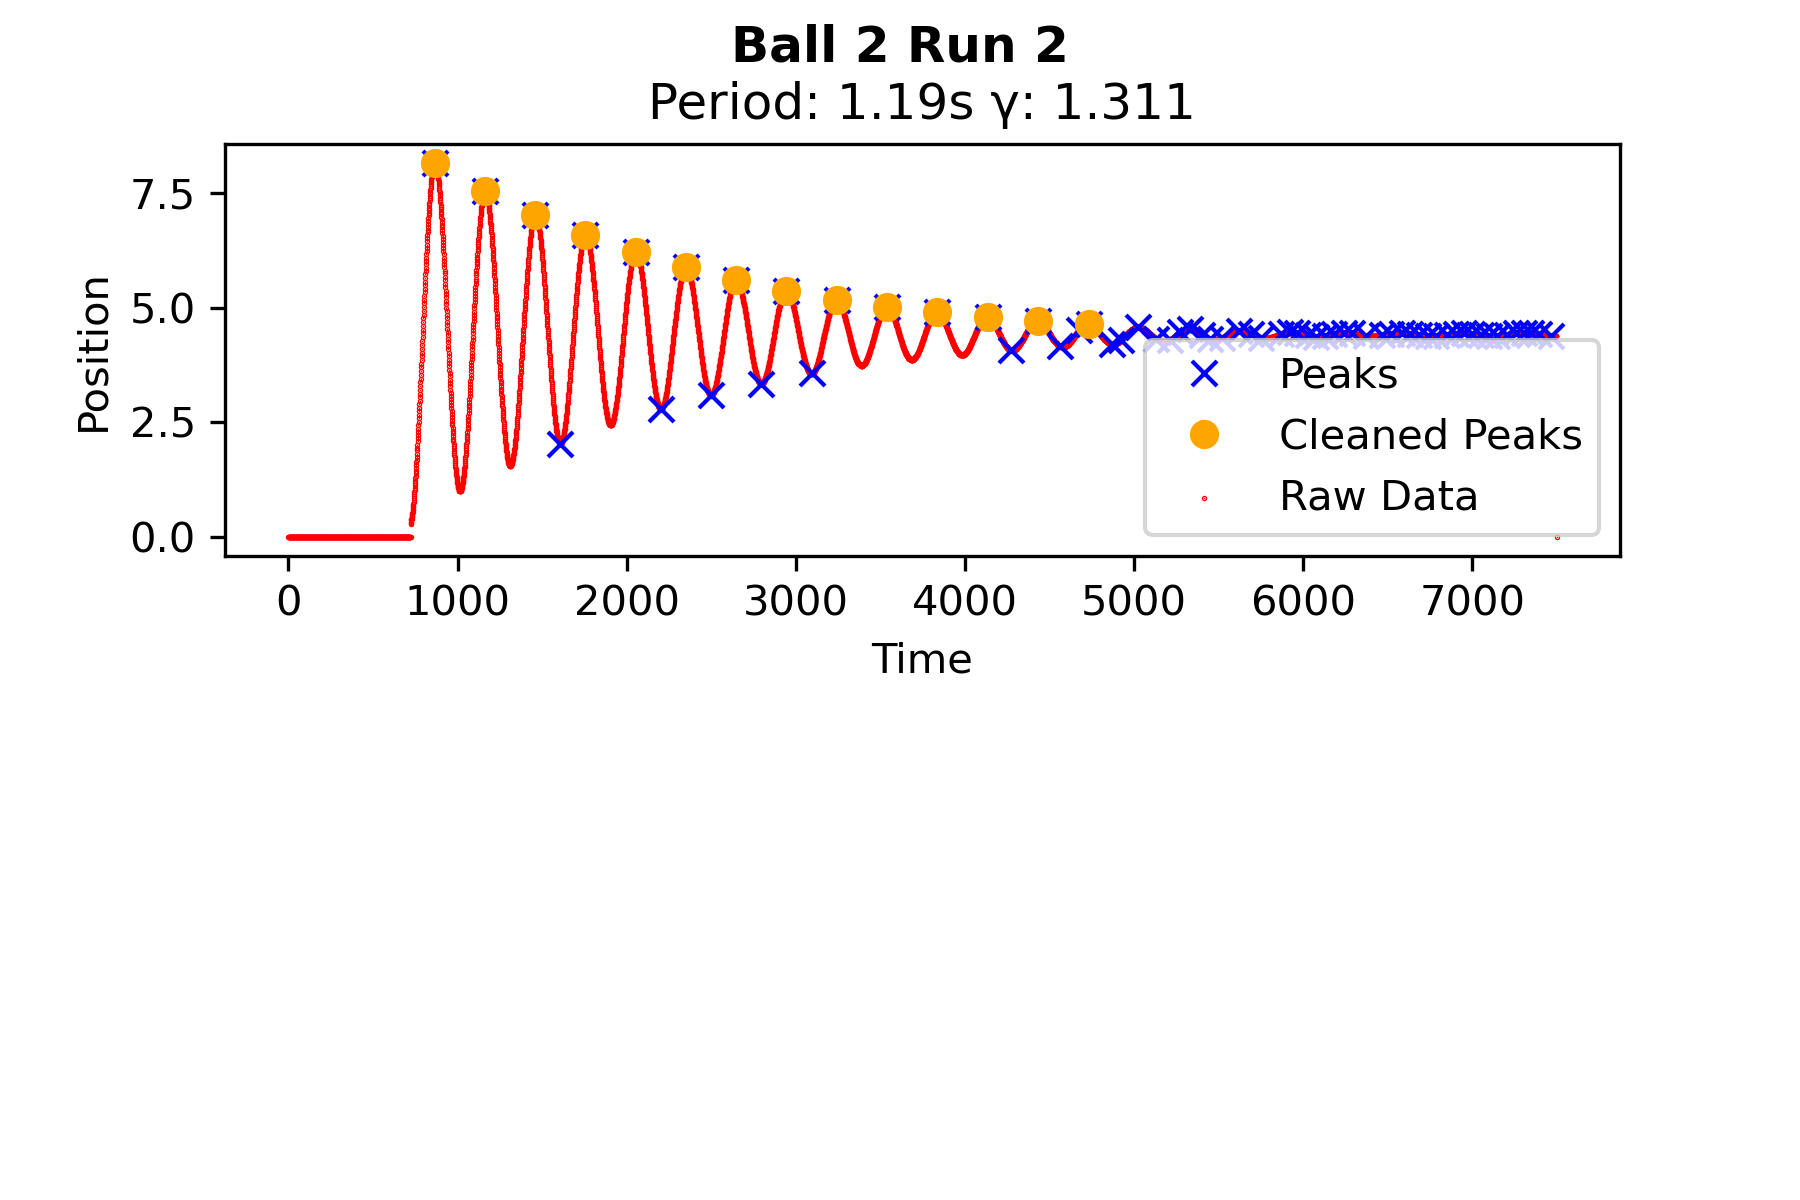 Ball 2 Run 2
Period: 1.19s γ: 1.311
Position
7.5
5.0
2.5
0.0
Peaks
Cleaned Peaks
Raw Data
0 1000 2000 3000 4000 5000 6000 7000
Time